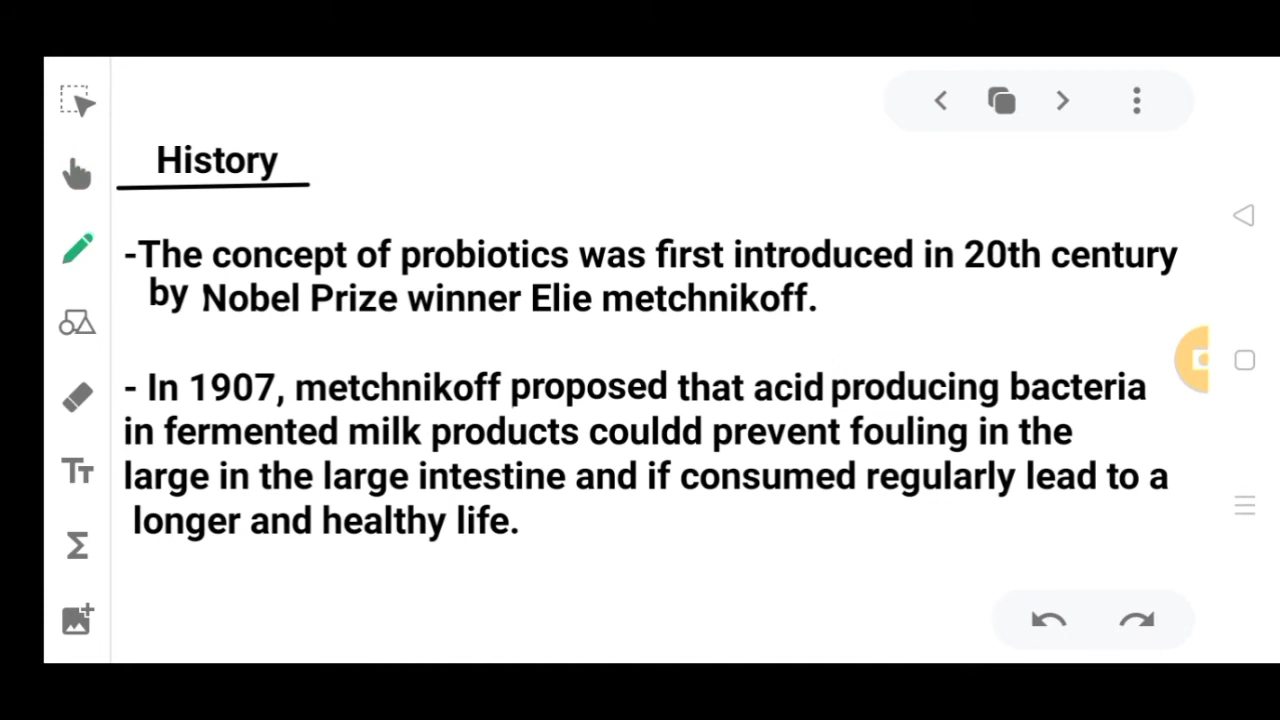 History
-The concept of probiotics was first introduced in 20th century
by Nobel Prize winner Elie metchnikoff.
- In 1907, metchnikoff proposed that acid producing bacteria
in fermented milk products couldd prevent fouling in the
large in the large intestine and if consumed regularly lead to a
longer and healthy life.